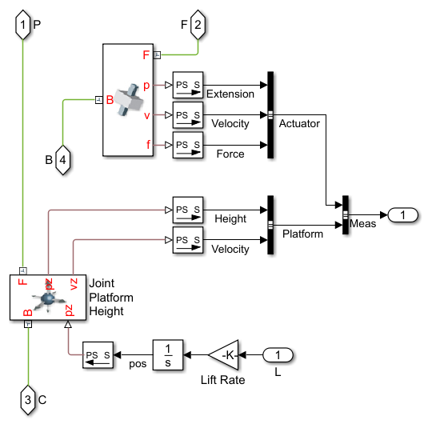 1 P
F 2
F
p PS S Extension
B v PS S Velocity Actuator
f PS S Force
B 4
PS S Height
PS S Velocity Platform
1
Meas
F pz vz Joint
Platform
Height
B pz
PS S pos 1 s -K- 1
Lift Rate L
3 C